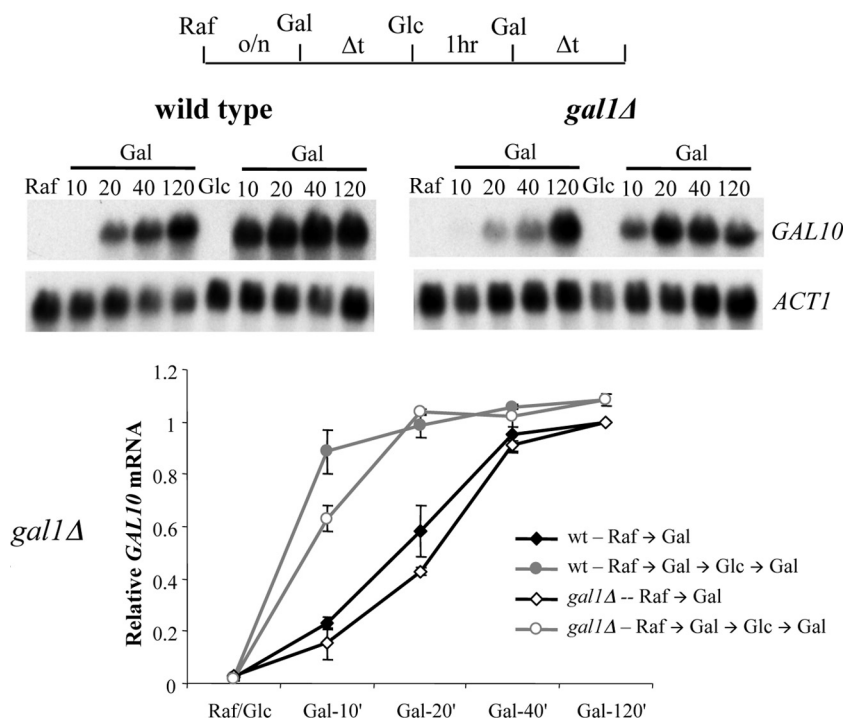 Raf Gal Glc Gal
o/n Δt 1hr Δt
wild type
gal1Δ
Gal Gal
Raf 10 20 40 120 Glc 10 20 40 120
Gal Gal
Raf 10 20 40 120 Glc 10 20 40 120
GAL10
ACT1
gal1Δ
Relative GAL10 mRNA
1.2
1
0.8
0.6
0.4
0.2
0
Raf/Glc Gal-10' Gal-20' Gal-40' Gal-120'
wt – Raf → Gal
wt – Raf → Gal → Glc → Gal
gal1Δ -- Raf → Gal
gal1Δ – Raf → Gal → Glc → Gal